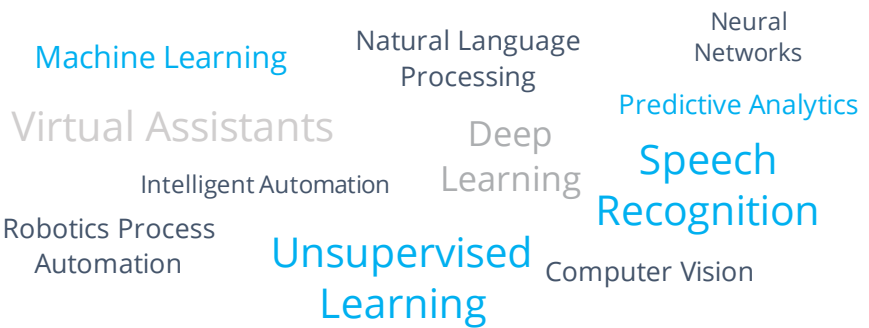 Machine Learning
Natural Language
Processing
Neural
Networks
Virtual Assistants
Deep
Learning
Predictive Analytics
Speech
Recognition
Intelligent Automation
Robotics Process
Automation
Unsupervised
Learning
Computer Vision